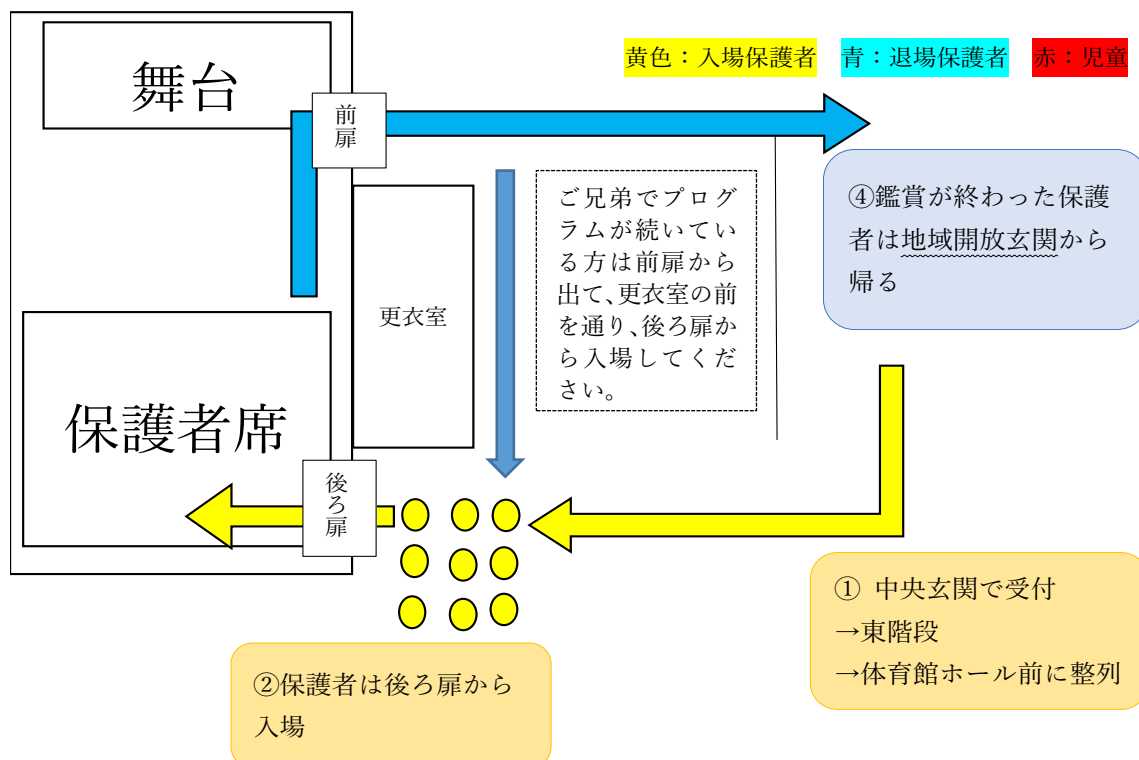 舞台
黄色：入場保護者 青：退場保護者 赤：児童
前扉
④鑑賞が終わった保護
者は地域開放玄関から
帰る
ご兄弟でプログ
ラムが続いてい
る方は前扉から
出て、更衣室の前
を通り、後ろ扉か
ら入場してくだ
さい。
更衣室
保護者席
後ろ扉
① 中央玄関で受付
→東階段
→体育館ホール前に整列
②保護者は後ろ扉から
入場